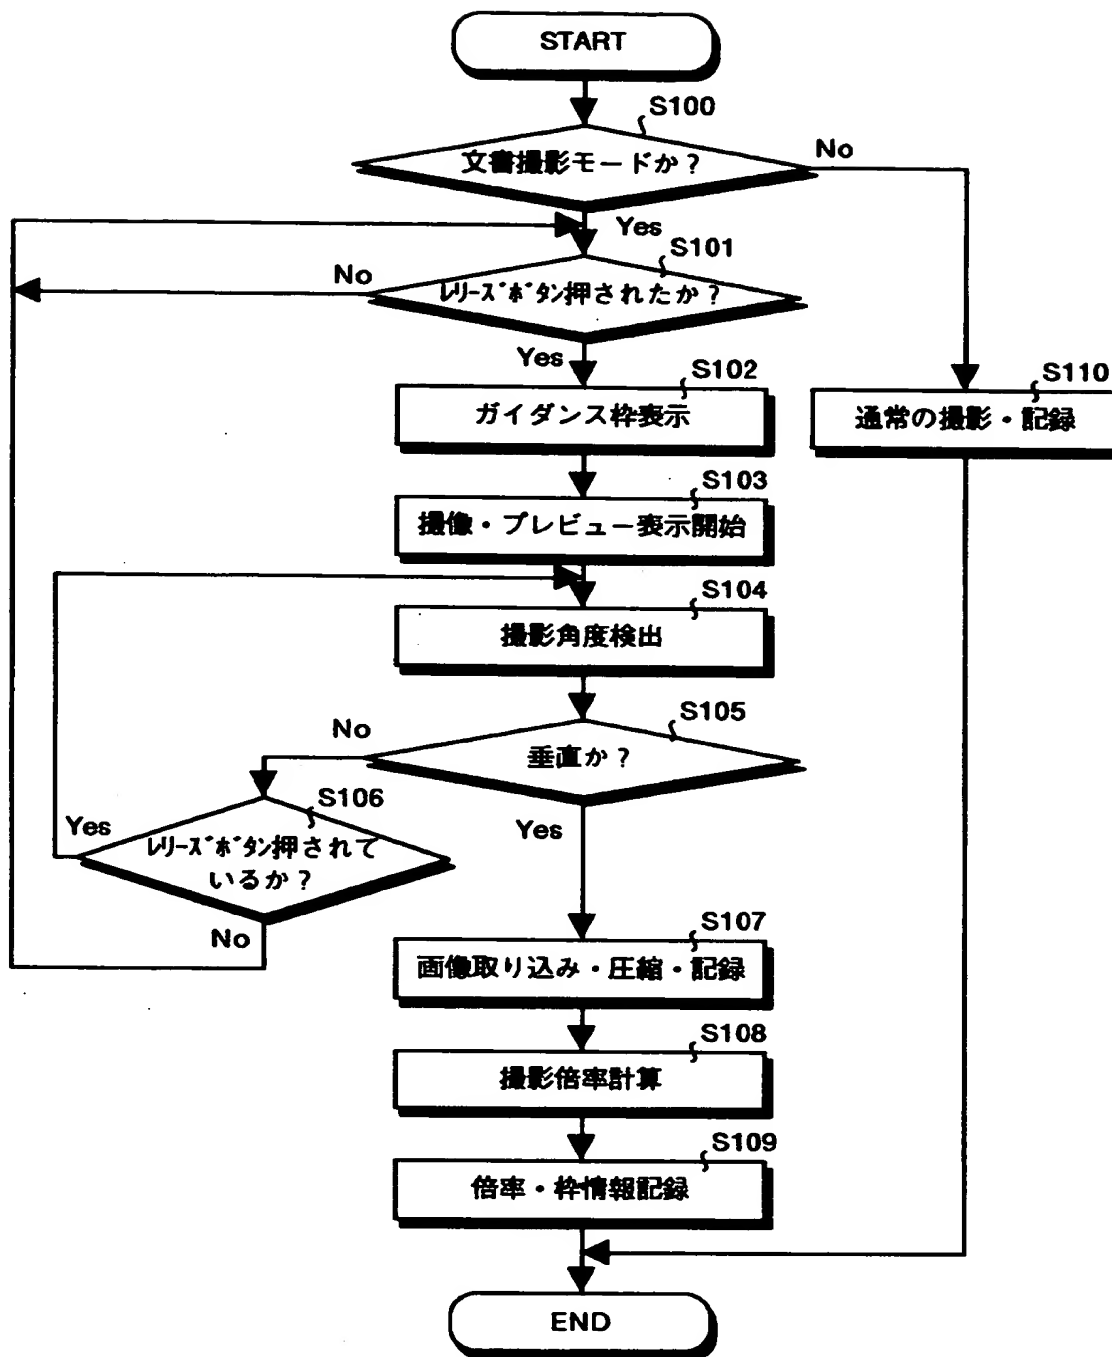 START
S100
文書撮影モードか？
No
Yes
S101
No
ﾚﾘｰｽﾞﾎﾞﾀﾝ押されたか？
Yes
S102
ガイダンス枠表示
S110
通常の撮影・記録
S103
撮像・プレビュー表示開始
S104
撮影角度検出
S105
No
垂直か？
S106
Yes
ﾚﾘｰｽﾞﾎﾞﾀﾝ押されて
いるか？
Yes
No
S107
画像取り込み・圧縮・記録
S108
撮影倍率計算
S109
倍率・枠情報記録
END